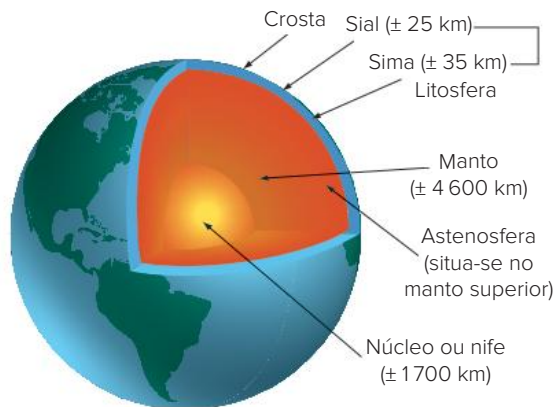 Crosta
Sial (± 25 km)
Sima (± 35 km)
Litosfera
Manto
(± 4 600 km)
Astenosfera
(situa-se no
manto superior)
Núcleo ou nife
(± 1 700 km)